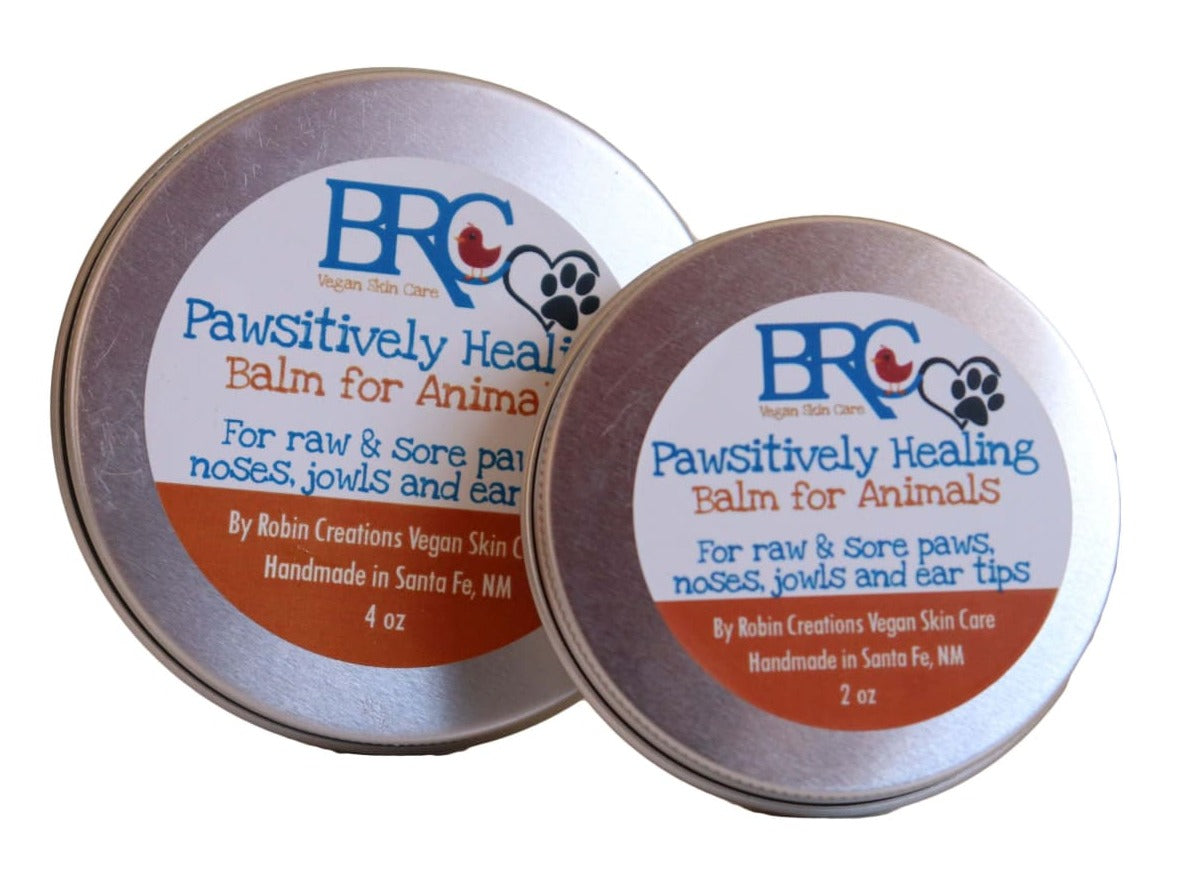 BRC
Vegan Skin Care
Pawsitively Heali
Balm for Anima
For raw & sore paw
noses, jowls and ear
By Robin Creations Vegan Skin C
Handmade in Santa Fe, NM
4 oz
BRC
Vegan Skin Care
Pawsitively Healing
Balm for Animals
For raw & sore paws,
noses, jowls and ear tips
By Robin Creations Vegan Skin Care
Handmade in Santa Fe, NM
2 oz